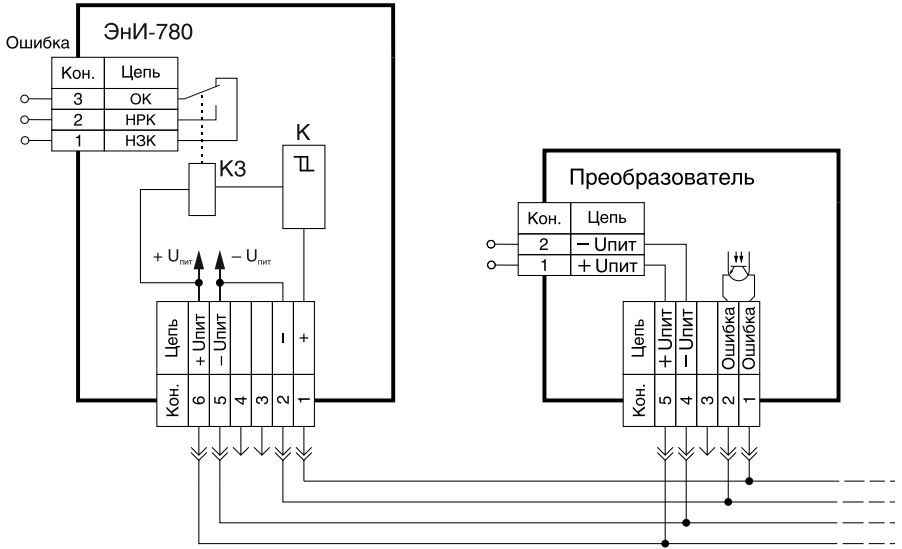 ЭнИ-780
Ошибка
Кон. Цепь
3 ОК
2 НРК
1 НЗК
К
К3
+ Uпит
− Uпит
Цепь + Uпит − Uпит − +
Кон. 6 5 4 3 2 1
Преобразователь
Кон. Цепь
2 − Uпит
1 + Uпит
Цепь + Uпит − Uпит Ошибка Ошибка
Кон. 5 4 3 2 1